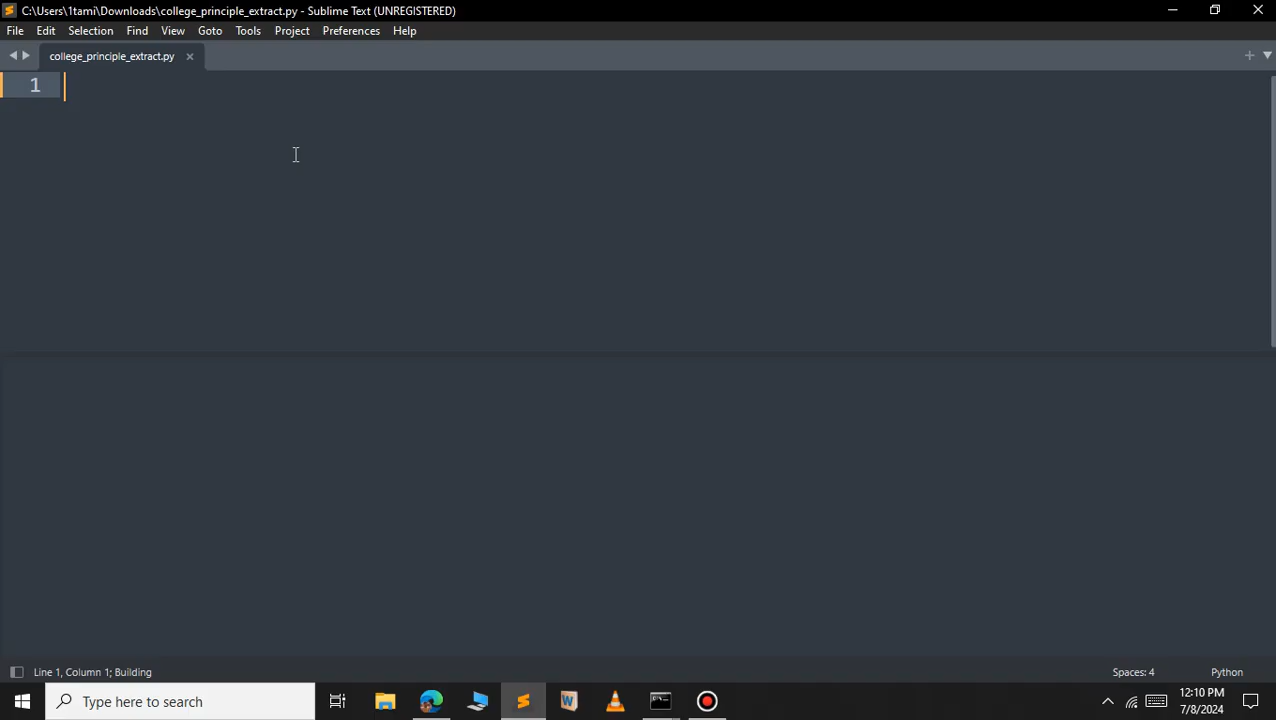 C:\Users\1tami\Downloads\college_principle_extract.py - Sublime Text (UNREGISTERED)
File Edit Selection Find View Goto Tools Project Preferences Help
college_principle_extract.py
1
Line 1, Column 1; Building
Spaces: 4
Python
Type here to search
12:10 PM
7/8/2024